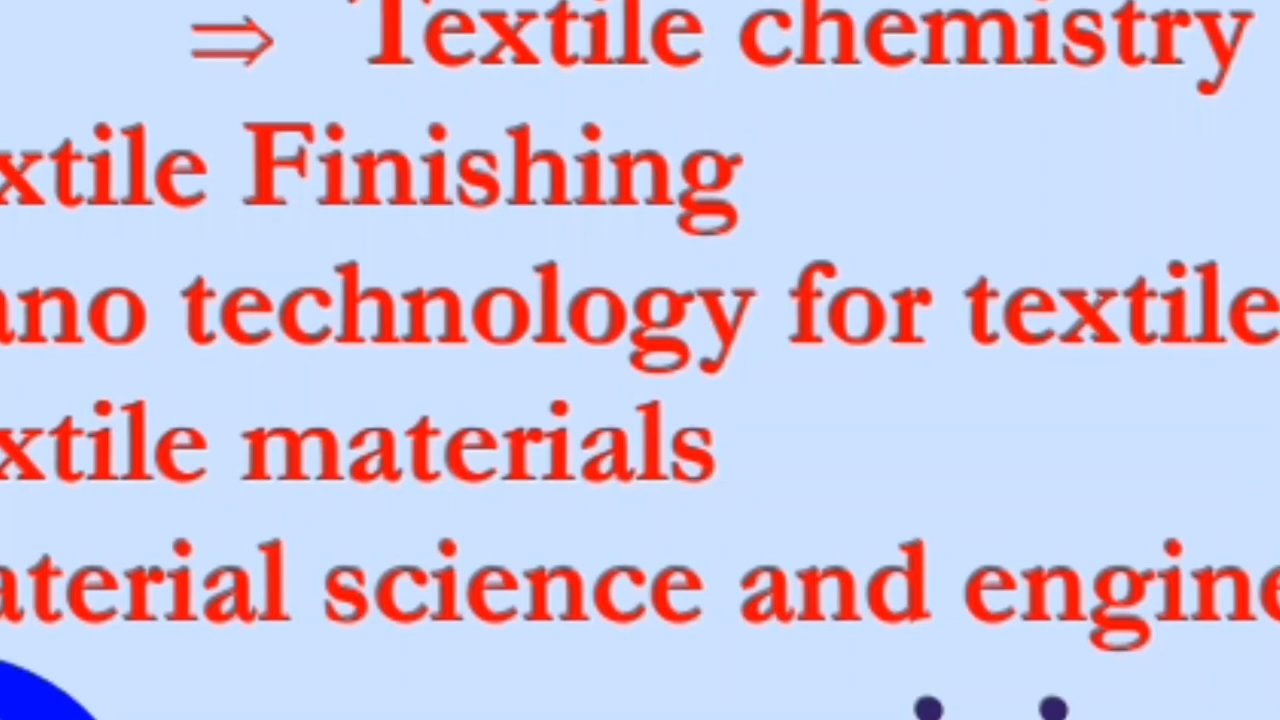 ⇒ Textile chemistry
xtile Finishing
ano technology for textile
xtile materials
aterial science and engine